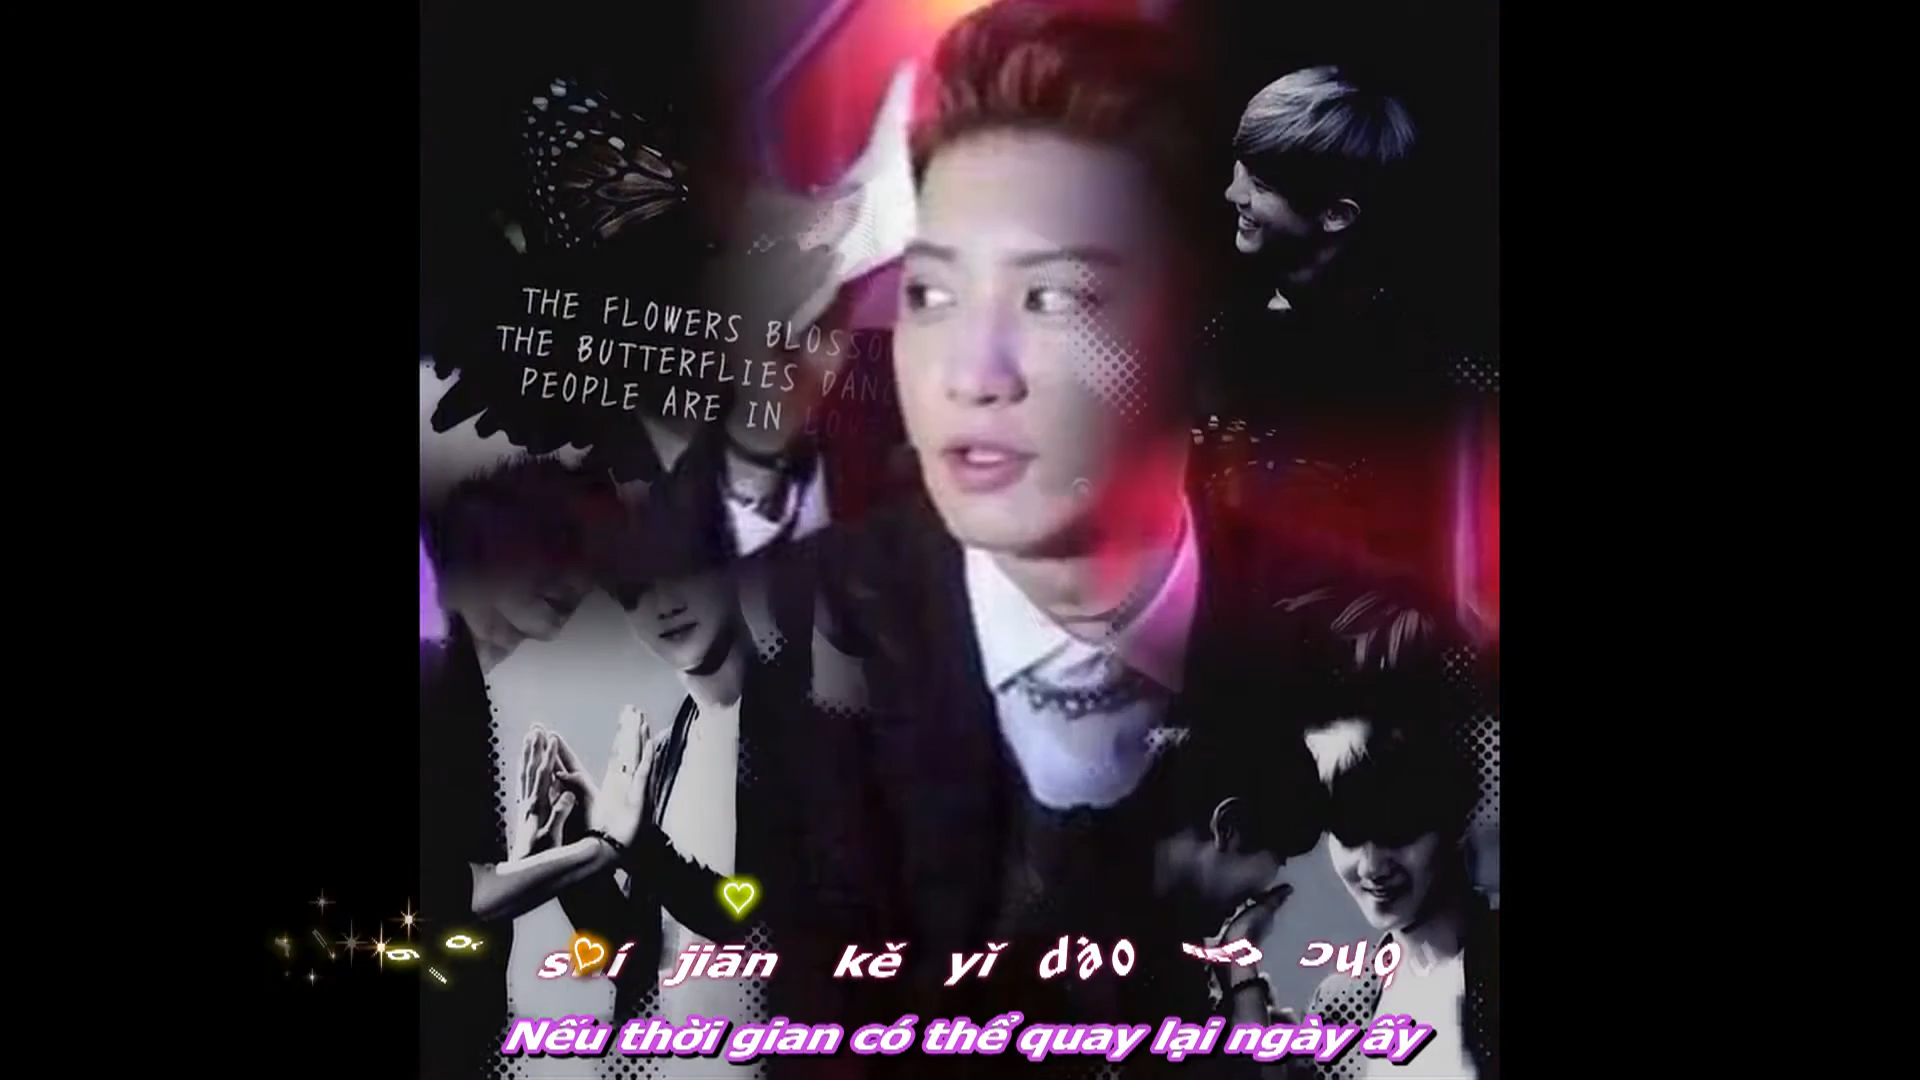 THE FLOWERS BLOSSO
THE BUTTERFLIES DANC
PEOPLE ARE IN LOV
jiān kě yǐ dào
Nếu thời gian có thể quay lại ngày ấy